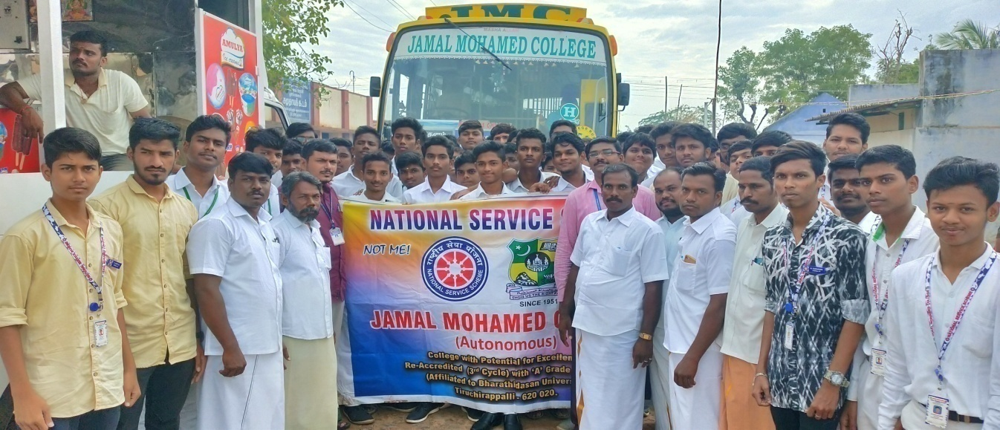 JMC
JAMAL MOHAMED COLLEGE
AMULYA
H
NATIONAL SERVICE
NOT ME!
राष्ट्रीय सेवा योजना
NATIONAL SERVICE SCHEME
SINCE 1951
JAMAL MOHAMED
(Autonomous)
College with Potential for Excellen
Re-Accredited (3rd Cycle) with 'A' Grade
(Affiliated to Bharathidasan Univers
Tiruchirappalli - 620 020.